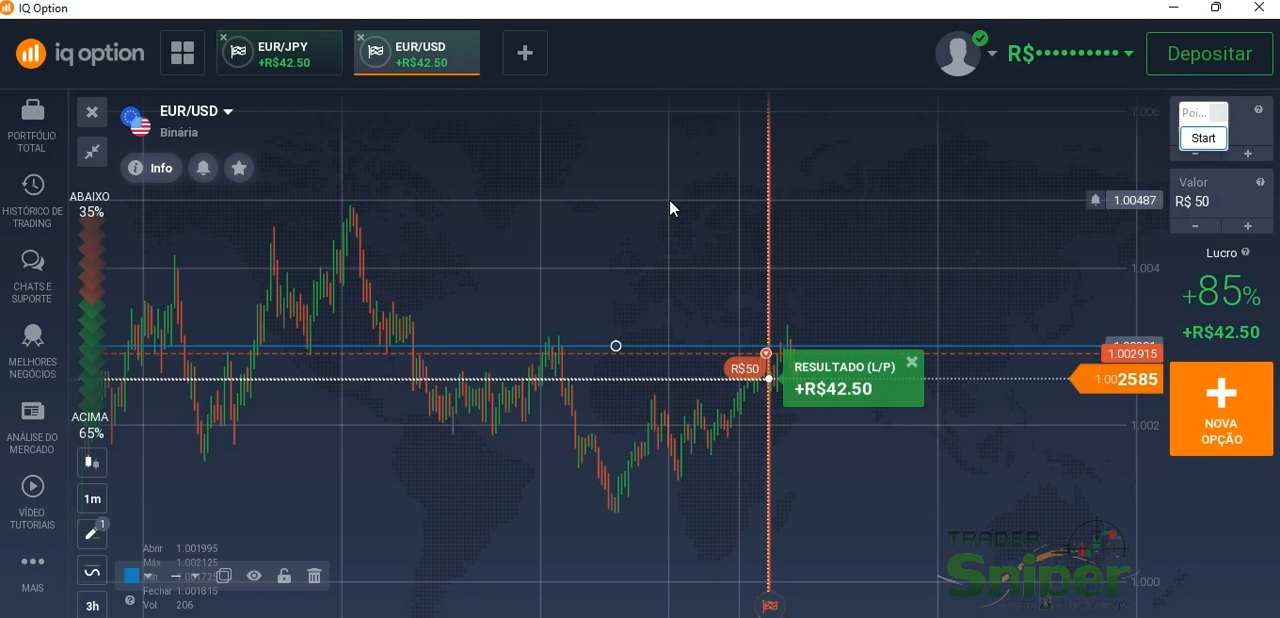 IQ Option
iq option
EUR/JPY
+R$42.50
EUR/USD
+R$42.50
R$••••••••••
Depositar
PORTFÓLIO
TOTAL
HISTÓRICO DE
TRADING
CHATS E
SUPORTE
MELHORES
NEGÓCIOS
ANÁLISE DO
MERCADO
VÍDEO
TUTORIAIS
MAIS
EUR/USD
Binária
Info
ABAIXO
35%
ACIMA
65%
1m
1
3h
Abrir 1.001995
Máx 1.002125
Fechar 1.001815
Vol. 206
R$50
RESULTADO (L/P)
+R$42.50
1.006
1.00487
1.004
1.002915
1.002585
1.002
1.000
Poi...
Start
Valor
R$ 50
Lucro
+85%
+R$42.50
NOVA
OPÇÃO
TRADER
Sniper